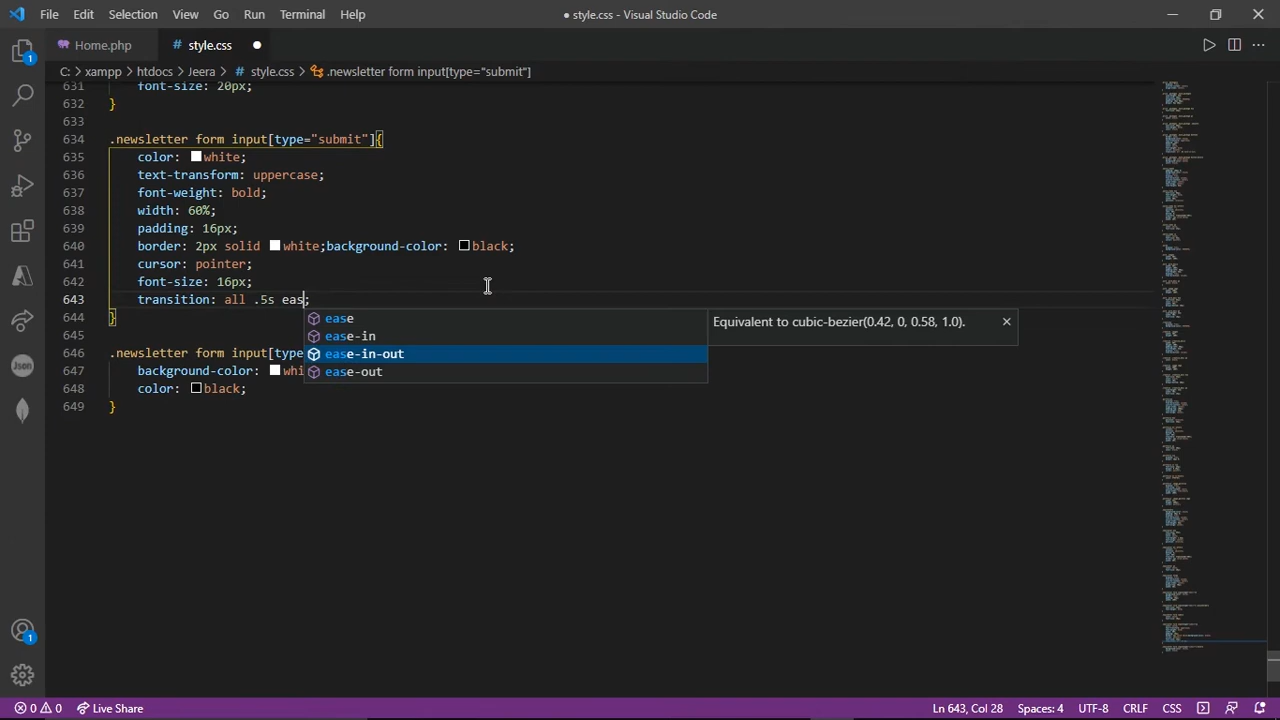 File Edit Selection View Go Run Terminal Help
● style.css - Visual Studio Code
Home.php style.css
C: > xampp > htdocs > Jeera > # style.css > .newsletter form input[type="submit"]
631 font-size: 20px;
632 }
633
634 .newsletter form input[type="submit"]{
635 color: white;
636 text-transform: uppercase;
637 font-weight: bold;
638 width: 60%;
639 padding: 16px;
640 border: 2px solid white;background-color: black;
641 cursor: pointer;
642 font-size: 16px;
643 transition: all .5s eas;
644 }
ease
Equivalent to cubic-bezier(0.42, 0, 0.58, 1.0).
645
ease-in
646 .newsletter form input[type
ease-in-out
647 background-color: whi
ease-out
648 color: black;
649 }
1
Json
1
0 0 Live Share
Ln 643, Col 28 Spaces: 4 UTF-8 CRLF CSS